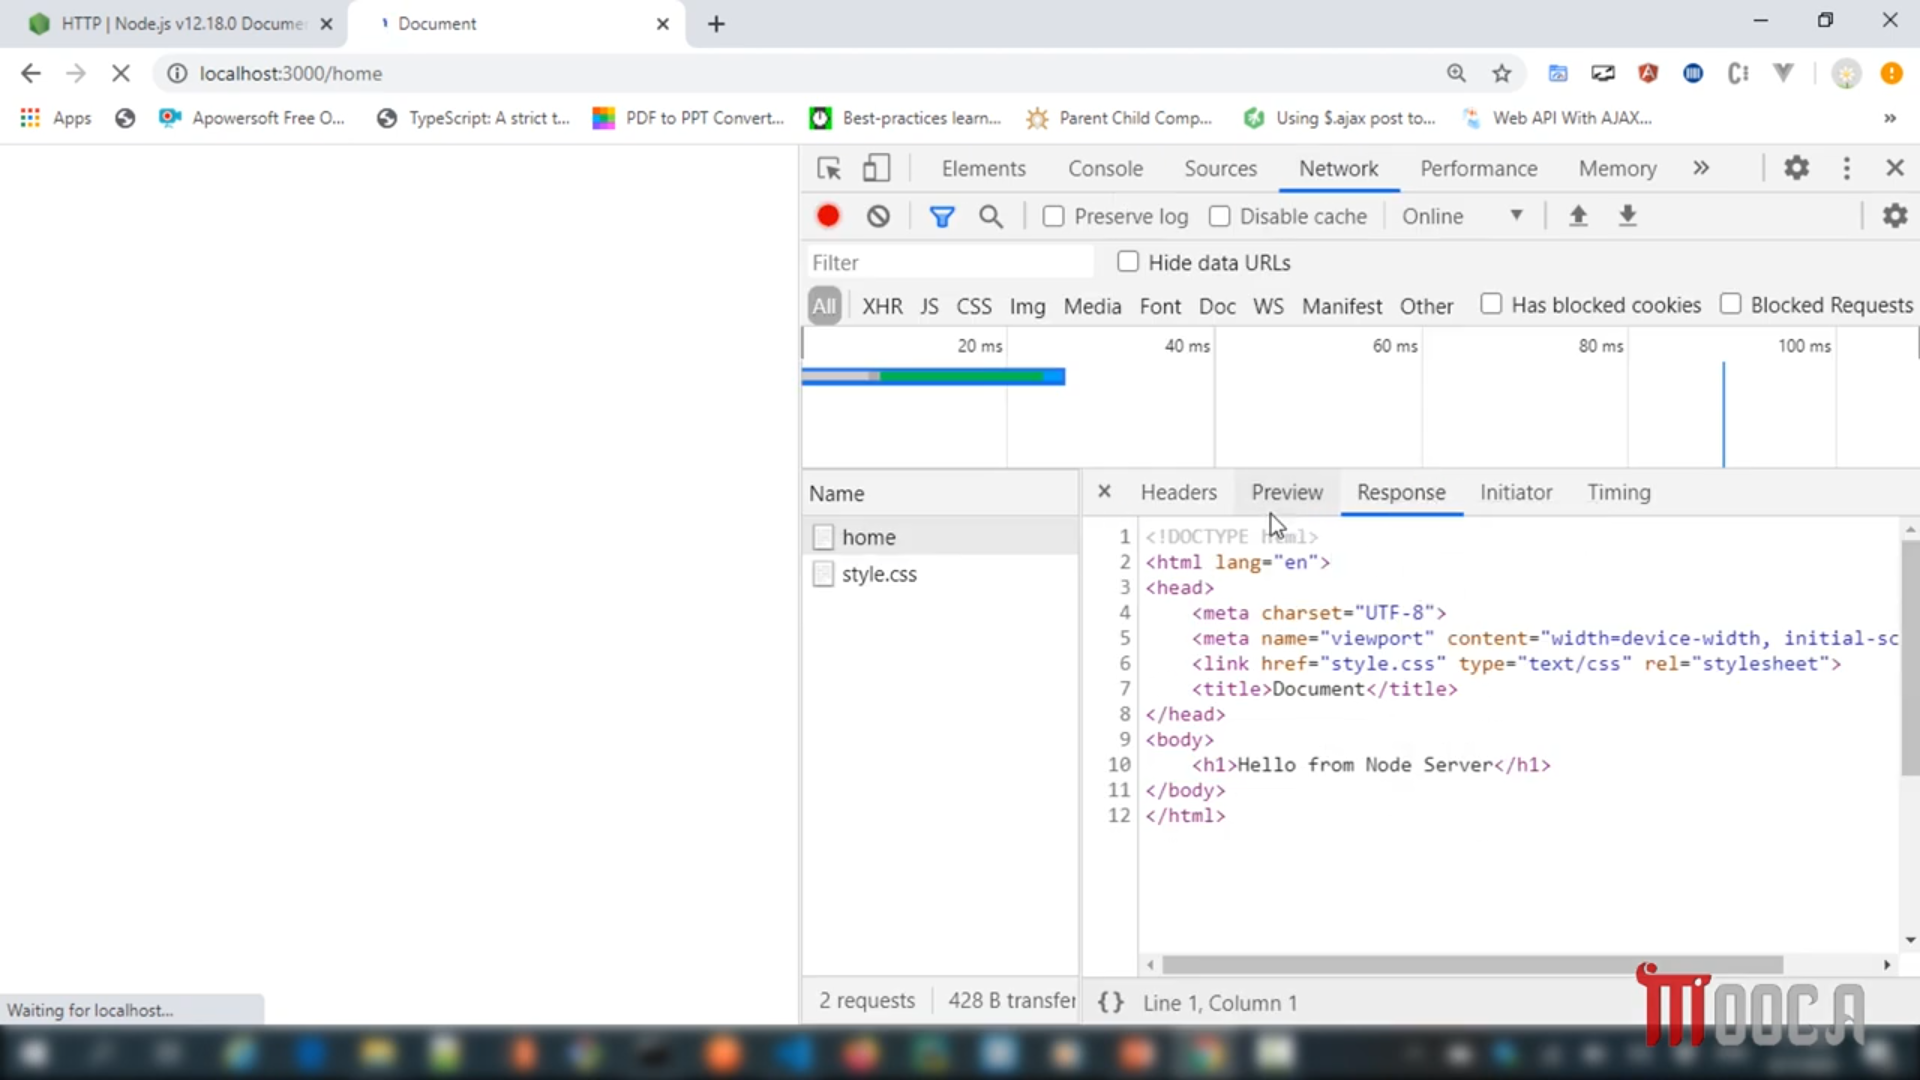 HTTP | Node.js v12.18.0 Docume
Document
localhost:3000/home
Apps
Apowersoft Free O...
TypeScript: A strict t...
PDF to PPT Convert...
Best-practices learn...
Parent Child Comp...
Using $.ajax post to...
Web API With AJAX...
Elements Console Sources Network Performance Memory
Preserve log Disable cache Online
Filter
Hide data URLs
All XHR JS CSS Img Media Font Doc WS Manifest Other Has blocked cookies Blocked Requests
20 ms 40 ms 60 ms 80 ms 100 ms
Name
home
style.css
Headers Preview Response Initiator Timing
1 <!DOCTYPE html>
2 <html lang="en">
3 <head>
4 <meta charset="UTF-8">
5 <meta name="viewport" content="width=device-width, initial-sc
6 <link href="style.css" type="text/css" rel="stylesheet">
7 <title>Document</title>
8 </head>
9 <body>
10 <h1>Hello from Node Server</h1>
11 </body>
12 </html>
2 requests 428 B transfer
{} Line 1, Column 1
Waiting for localhost...
MOOCA